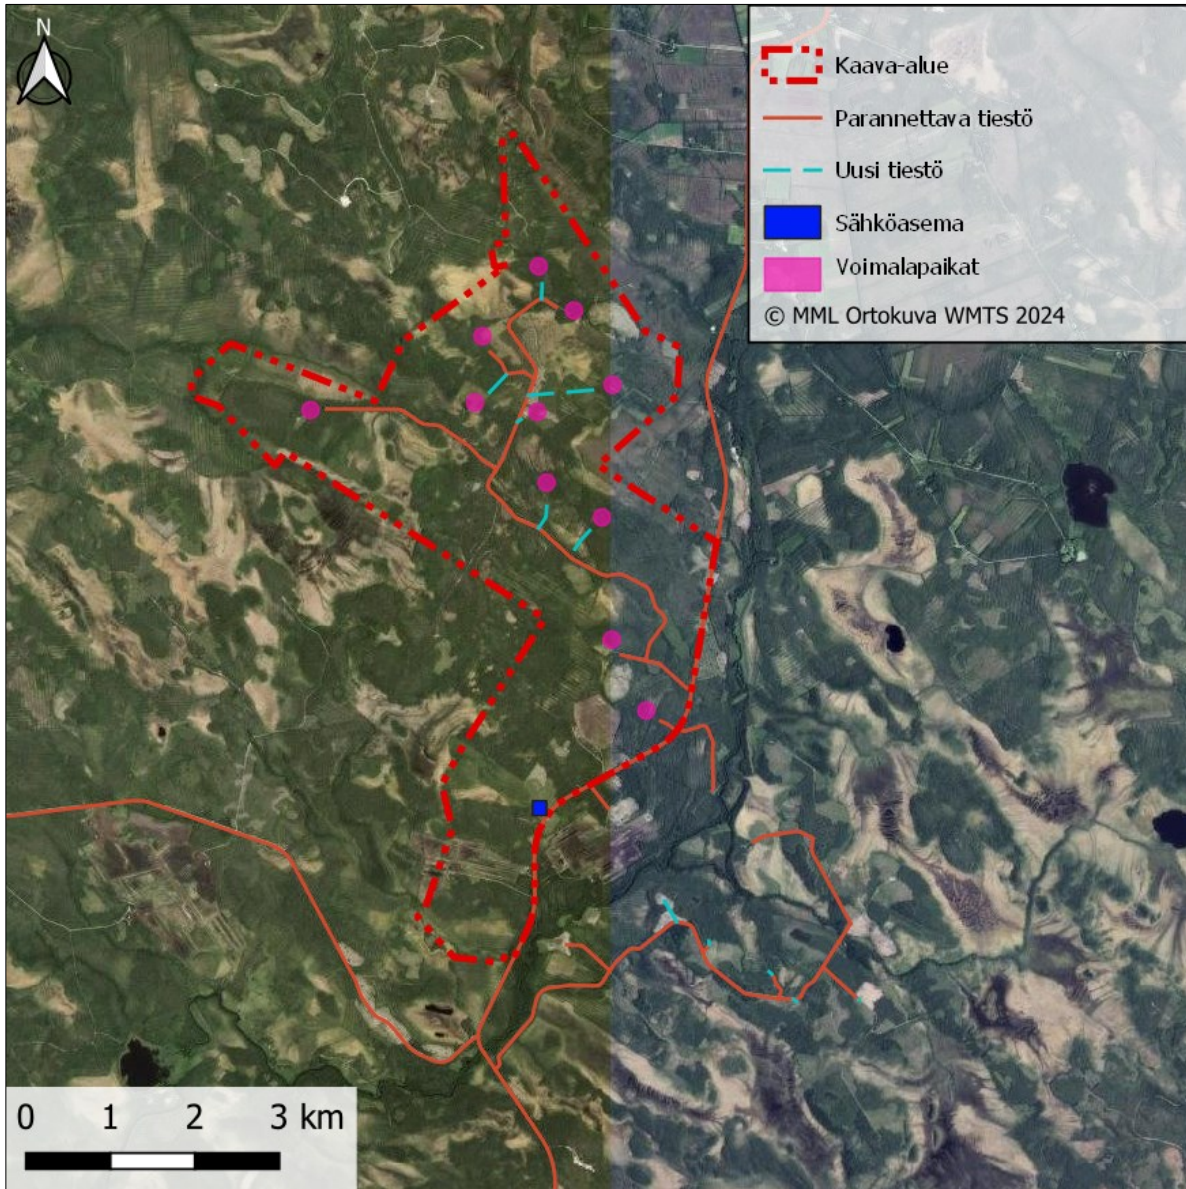 N
Kaava-alue
Parannettava tiestö
Uusi tiestö
Sähköasema
Voimalapaikat
© MML Ortokuva WMTS 2024
0 1 2 3 km